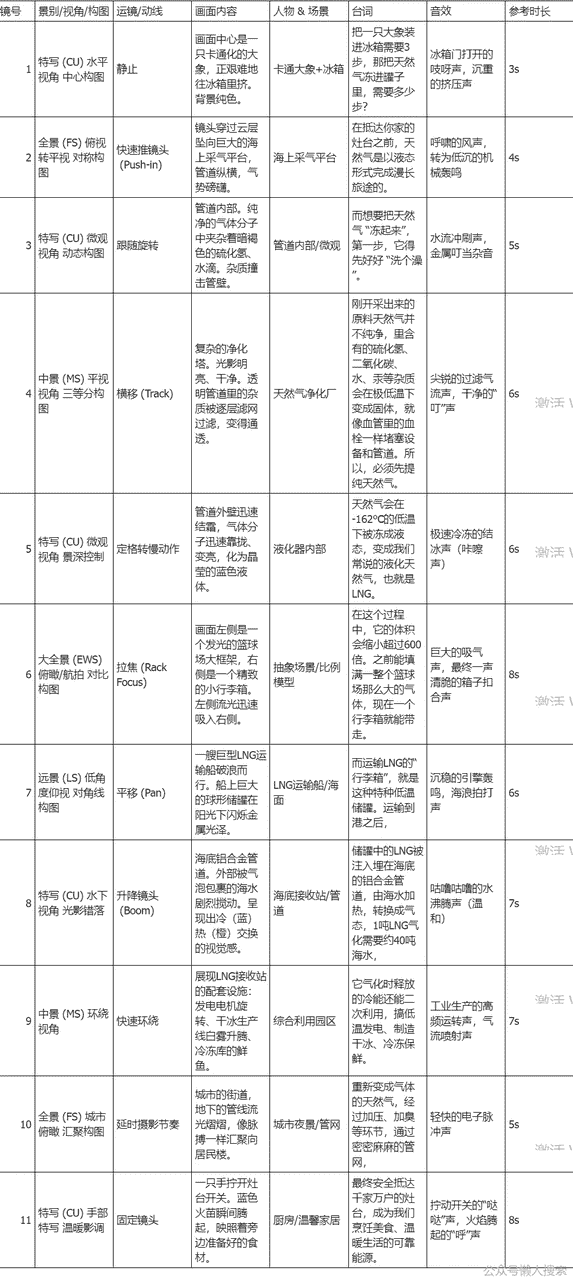 镜号 景别/视角/构图 运镜/动线 画面内容 人物 & 场景 台词 音效 参考时长
1
特写 (CU) 水平
视角 中心构图
静止
画面中心是一
只卡通化的大
象，正艰难地
往冰箱里挤。
背景纯色。
卡通大象+冰箱
把一只大象装
进冰箱需要3
步，那把天然
气冻进罐子
里，需要多少
步？
冰箱门打开的
吱呀声，沉重
的挤压声
3s
2
全景 (FS) 俯视
转平视 对称构
图
快速推镜头
(Push-in)
镜头穿过云层
坠向巨大的海
上采气平台，
管道纵横，气
势磅礴。
海上采气平台
在抵达你家的
灶台之前，天
然气是以液态
形式完成漫长
旅途的。
呼啸的风声，
转为低沉的机
械轰鸣
4s
3
特写 (CU) 微观
视角 动态构图
跟随旋转
管道内部。纯
净的气体分子
中夹杂着暗褐
色的硫化氢、
水滴。杂质撞
击管壁。
管道内部/微观
而想要把天然
气 “冻起来”，
第一步，它得
先好好 “洗个澡
”。
水流冲刷声，
金属叮当杂音
5s
4
中景 (MS) 平视
视角 三等分构
图
横移 (Track)
复杂的净化
塔。光影明
亮、干净。透
明管道里的杂
质被逐层滤网
过滤，变得通
透。
天然气净化厂
刚开采出来的
原料天然气并
不纯净，里含
有的硫化氢、
二氧化碳、
水、汞等杂质
会在极低温下
变成固体，就
像血管里的血
栓一样堵塞设
备和管道。所
以，必须先提
纯天然气。
尖锐的过滤气
流声，干净的“
叮”声
6s
5
特写 (CU) 微观
视角 景深控制
定格转慢动作
管道外壁迅速
结霜，气体分
子迅速靠拢、
变亮，化为晶
莹的蓝色液
体。
液化器内部
天然气会在
-162℃的低温
下被冻成液
态，变成我们
常说的液化天
然气，也就是
LNG。
极速冷冻的结
冰声（咔嚓
声）
6s
6
大全景 (EWS)
俯瞰/航拍 对比
构图
拉焦 (Rack
Focus)
画面左侧是一
个发光的篮球
场大框架，右
侧是一个精致
的小行李箱。
左侧流光迅速
吸入右侧。
抽象场景/比例
模型
在这个过程
中，它的体积
会缩小超过600
倍。之前能填
满一整个篮球
场那么大的气
体，现在一个
行李箱就能带
走。
巨大的吸气
声，最终一声
清脆的箱子扣
合声
8s
7
远景 (LS) 低角
度仰视 对角线
构图
平移 (Pan)
一艘巨型LNG运
输船破浪而
行。船上巨大
的球形储罐在
阳光下闪烁金
属光泽。
LNG运输船/海
面
而运输LNG的“
行李箱”，就是
这种特种低温
储罐。运输到
港之后，
沉稳的引擎轰
鸣，海浪拍打
声
6s
8
特写 (CU) 水下
视角 光影错落
升降镜头
(Boom)
海底铝合金管
道。外部被气
泡包裹的海水
剧烈搅动。呈
现出冷（蓝）
热（橙）交换
的视觉感。
海底接收站/管
道
储罐中的LNG被
注入埋在海底
的铝合金管
道，由海水加
热，转换成气
态，1吨LNG气
化需要约40吨
海水，
咕噜咕噜的水
沸腾声（温
和）
7s
9
中景 (MS) 环绕
视角
快速环绕
展现LNG接收站
的配套设施：
发电电机旋
转、干冰生产
线白雾升腾、
冷冻库的鲜
鱼。
综合利用园区
它气化时释放
的冷能还能二
次利用，搞低
温发电、制造
干冰、冷冻保
鲜。
工业生产的高
频运转声，气
流喷射声
7s
10
全景 (FS) 城市
俯瞰 汇聚构图
延时摄影节奏
城市的街道，
地下的管线流
光熠熠，像脉
搏一样汇聚向
居民楼。
城市夜景/管网
重新变成气体
的天然气，经
过加压、加臭
等环节，通过
密密麻麻的管
网，
轻快的电子脉
冲声
5s
11
特写 (CU) 手部
特写 温暖影调
固定镜头
一只手拧开灶
台开关。蓝色
火苗瞬间腾
起，映照着旁
边准备好的食
材。
厨房/温馨家居
最终安全抵达
千家万户的灶
台，成为我们
烹饪美食、温
暖生活的可靠
能源。
拧动开关的“哒
哒”声，火焰腾
起的“呼”声
8s
公众号懒人搜索